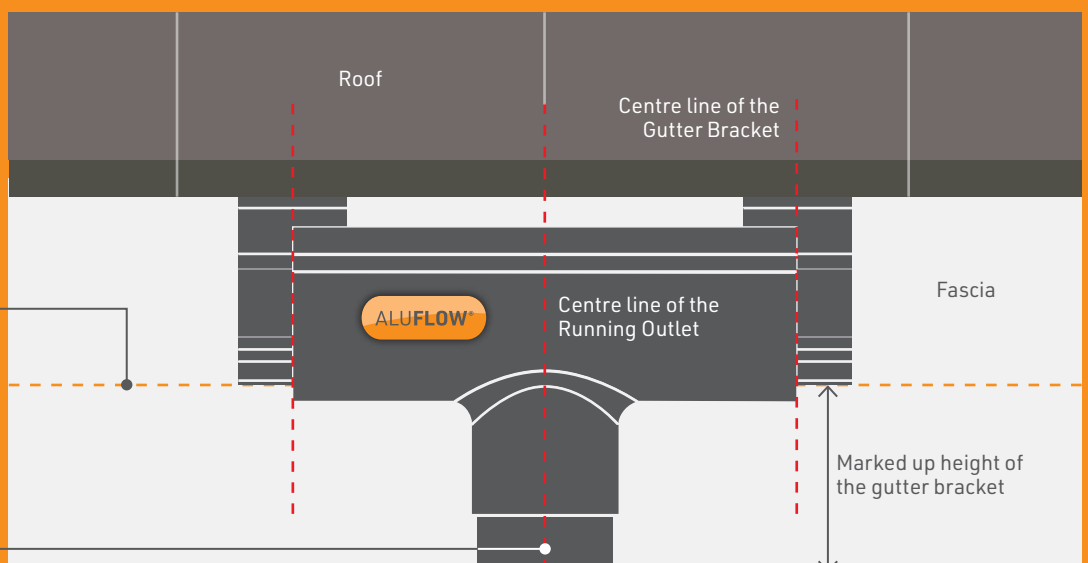 Roof
Centre line of the
Gutter Bracket
ALUFLOW®
Centre line of the
Running Outlet
Fascia
Marked up height of
the gutter bracket